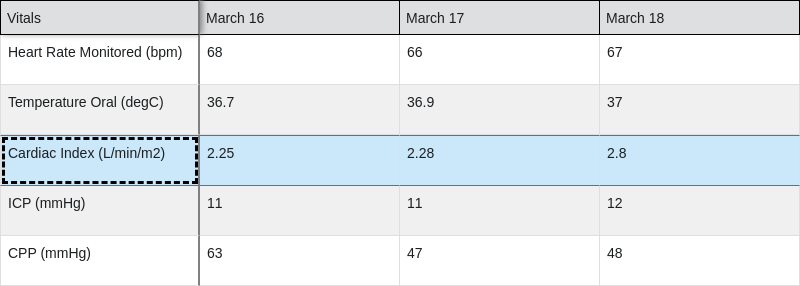 Vitals March 16 March 17 March 18
Heart Rate Monitored (bpm) 68 66 67
Temperature Oral (degC) 36.7 36.9 37
Cardiac Index (L/min/m2) 2.25 2.28 2.8
ICP (mmHg) 11 11 12
CPP (mmHg) 63 47 48